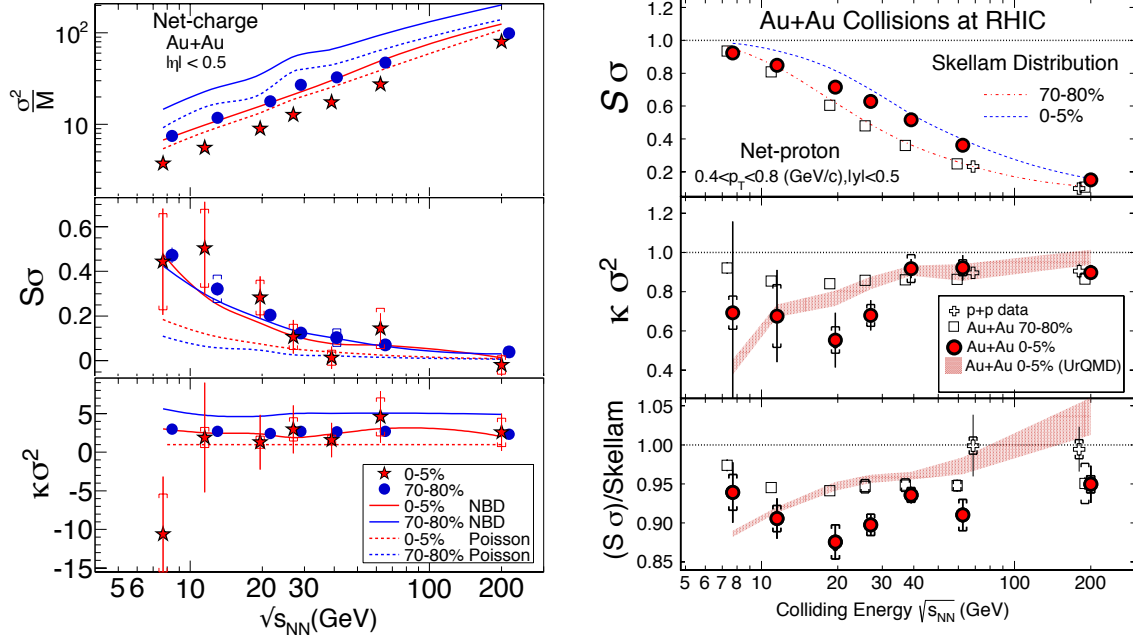 Net-charge
Au+Au
|η| < 0.5
σ²/M
10²
10
Sσ
0.6
0.4
0.2
0
κσ²
5
0
-5
-10
-15
0-5%
70-80%
0-5% NBD
70-80% NBD
0-5% Poisson
70-80% Poisson
5 6 10 20 30 100 200
√sNN(GeV)
Au+Au Collisions at RHIC
Skellam Distribution
70-80%
0-5%
Net-proton
0.4<pT<0.8 (GeV/c),|y|<0.5
S σ
1.0
0.8
0.6
0.4
0.2
κ σ²
1.2
1.0
0.8
0.6
0.4
p+p data
Au+Au 70-80%
Au+Au 0-5%
Au+Au 0-5% (UrQMD)
(S σ)/Skellam
1.05
1.00
0.95
0.90
0.85
5 6 7 8 10 20 30 100 200
Colliding Energy √sNN (GeV)